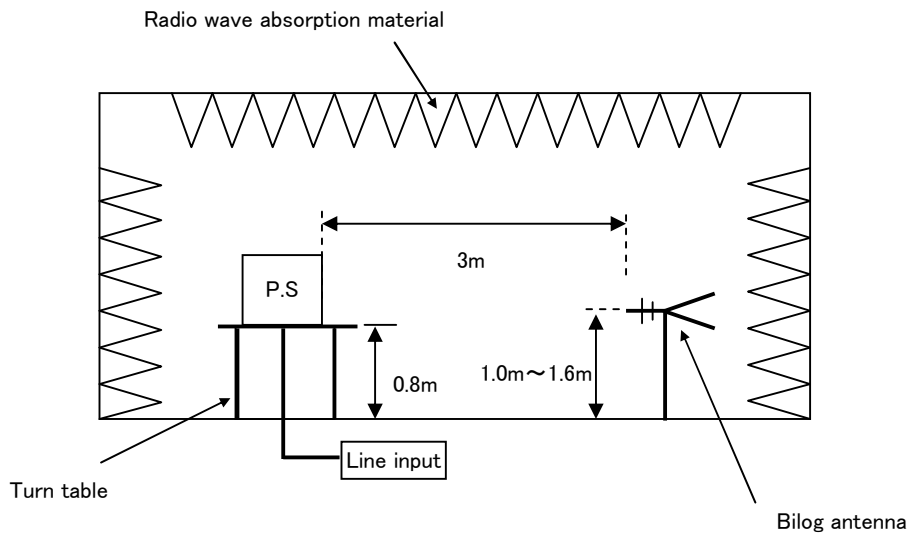 Radio wave absorption material
3m
P.S
1.0m～1.6m
0.8m
Line input
Turn table
Bilog antenna